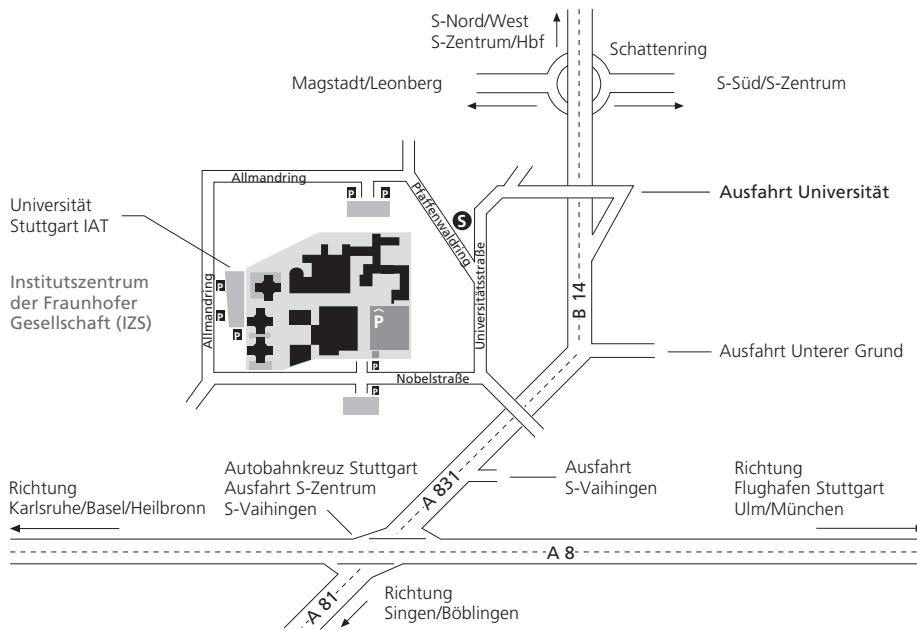 S-Nord/West
S-Zentrum/Hbf
Schattenring
Magstadt/Leonberg
S-Süd/S-Zentrum
Allmandring
P
P
Pfaffenwaldring
S
Ausfahrt Universität
Universität
Stuttgart IAT
Institutszentrum
der Fraunhofer
Gesellschaft (IZS)
Allmandring
P
P
P
P
Universitätsstraße
B 14
Ausfahrt Unterer Grund
P
Nobelstraße
P
Autobahnkreuz Stuttgart
Ausfahrt S-Zentrum
S-Vaihingen
A 831
Ausfahrt
S-Vaihingen
Richtung
Karlsruhe/Basel/Heilbronn
Richtung
Flughafen Stuttgart
Ulm/München
A 8
A 81
Richtung
Singen/Böblingen